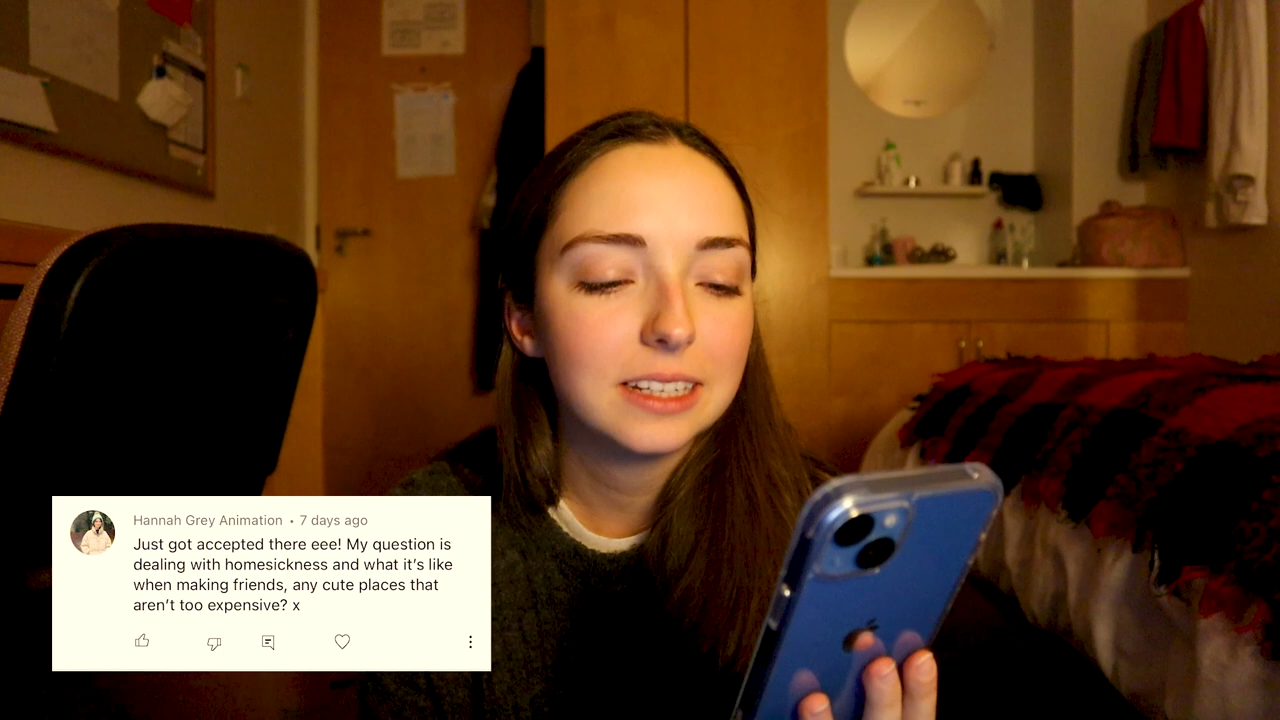 Hannah Grey Animation • 7 days ago
Just got accepted there eee! My question is
dealing with homesickness and what it's like
when making friends, any cute places that
aren't too expensive? x